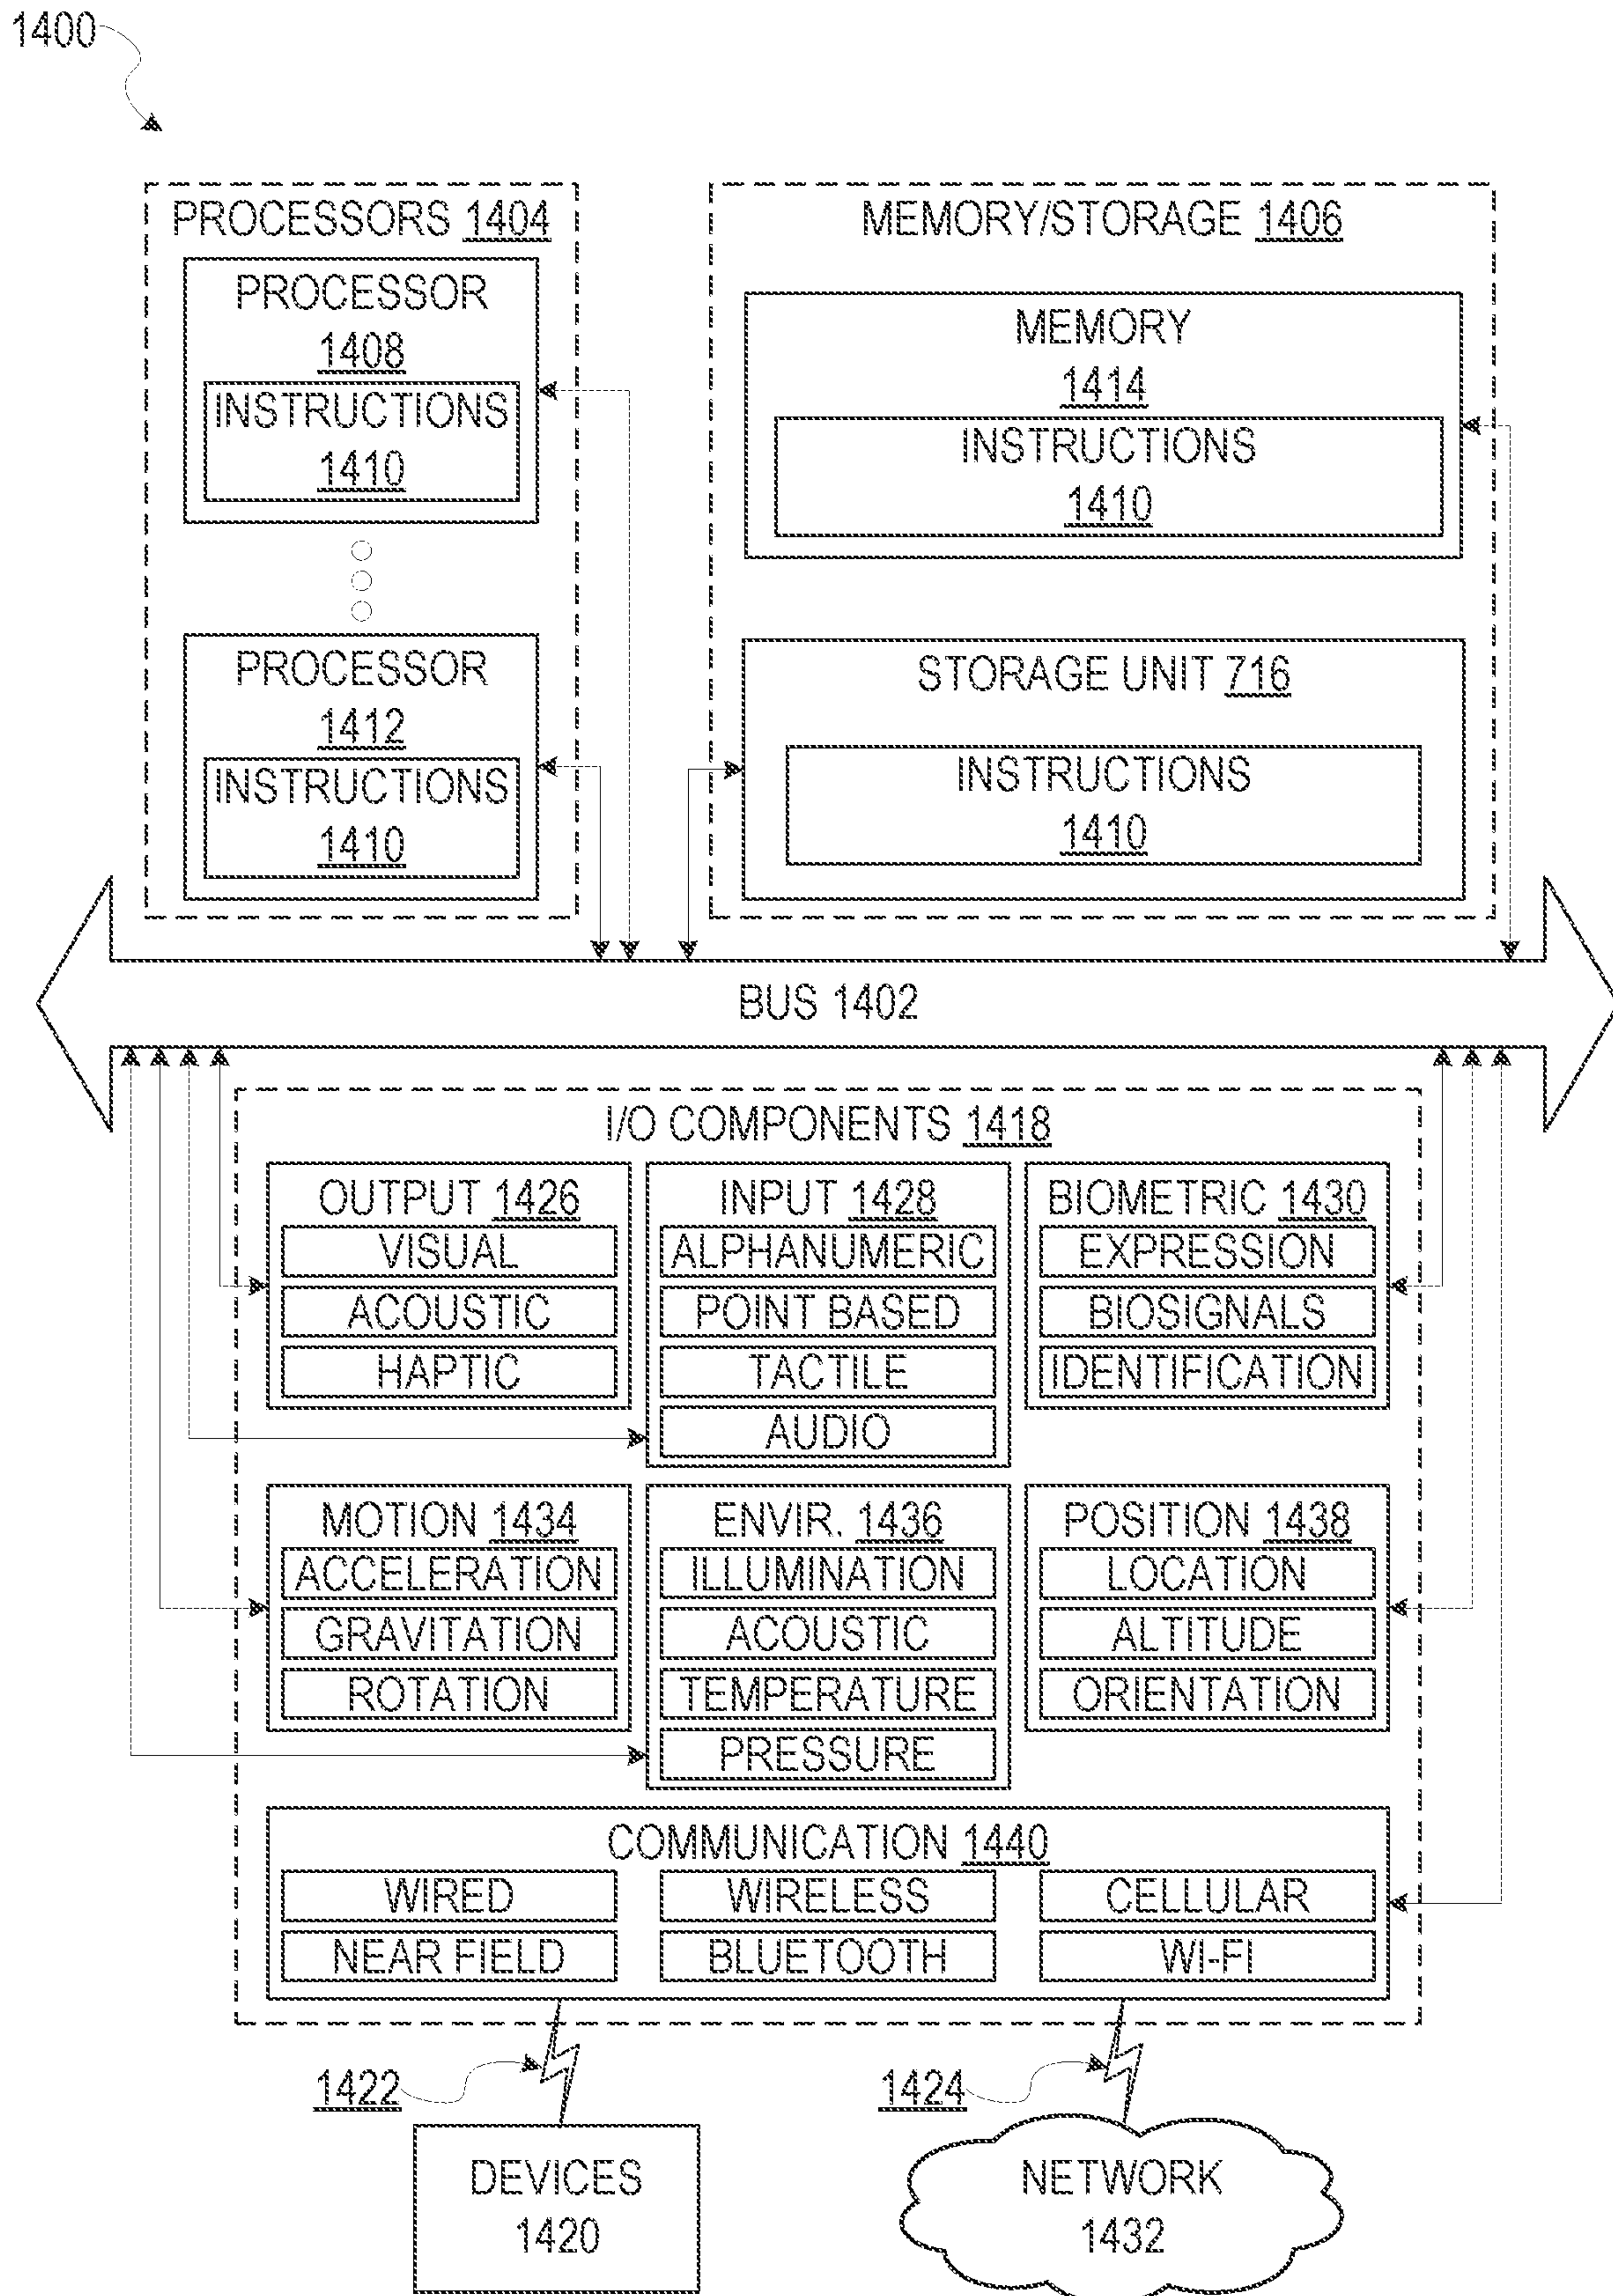 1400
PROCESSORS 1404
PROCESSOR
1408
INSTRUCTIONS
1410
PROCESSOR
1412
INSTRUCTIONS
1410
MEMORY/STORAGE 1406
MEMORY
1414
INSTRUCTIONS
1410
STORAGE UNIT 716
INSTRUCTIONS
1410
BUS 1402
I/O COMPONENTS 1418
OUTPUT 1426
VISUAL
ACOUSTIC
HAPTIC
INPUT 1428
ALPHANUMERIC
POINT BASED
TACTILE
AUDIO
BIOMETRIC 1430
EXPRESSION
BIOSIGNALS
IDENTIFICATION
MOTION 1434
ACCELERATION
GRAVITATION
ROTATION
ENVIR. 1436
ILLUMINATION
ACOUSTIC
TEMPERATURE
PRESSURE
POSITION 1438
LOCATION
ALTITUDE
ORIENTATION
COMMUNICATION 1440
WIRED
WIRELESS
CELLULAR
NEAR FIELD
BLUETOOTH
WI-FI
1422
1424
DEVICES
1420
NETWORK
1432